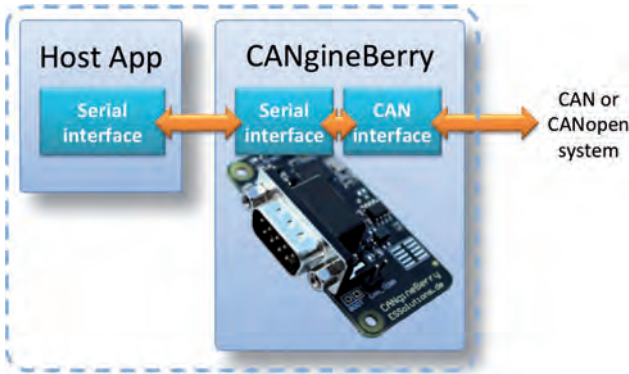 Host App
CANgineBerry
Serial
interface
Serial
interface
CAN
interface
CAN or
CANopen
system
CANgineBerry
ESSolutions.de